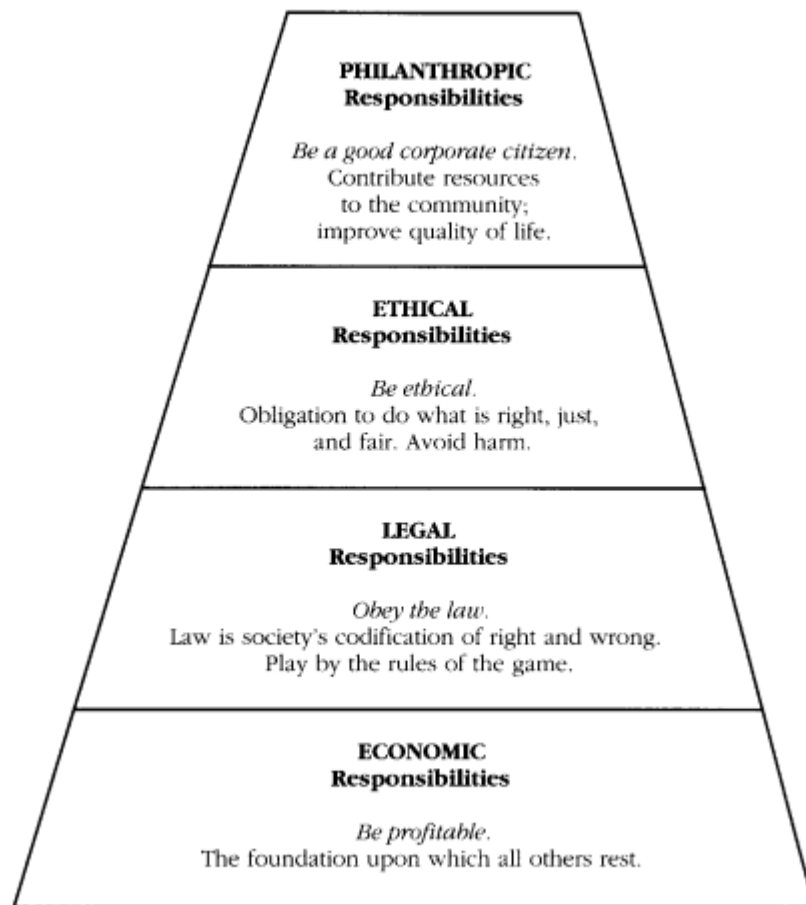 PHILANTHROPIC
Responsibilities
Be a good corporate citizen.
Contribute resources
to the community;
improve quality of life.
ETHICAL
Responsibilities
Be ethical.
Obligation to do what is right, just,
and fair. Avoid harm.
LEGAL
Responsibilities
Obey the law.
Law is society's codification of right and wrong.
Play by the rules of the game.
ECONOMIC
Responsibilities
Be profitable.
The foundation upon which all others rest.